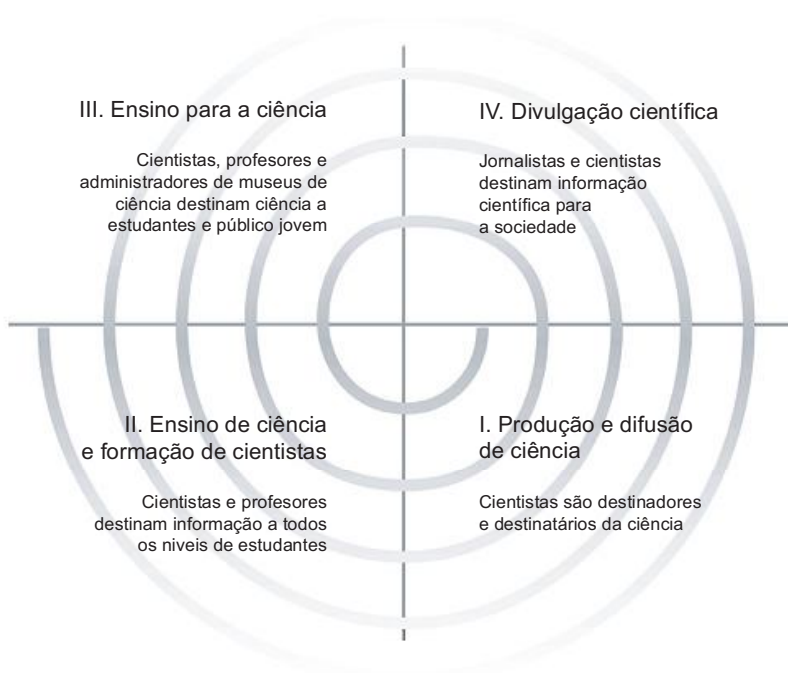 III. Ensino para a ciência
Cientistas, profesores e
administradores de museus de
ciência destinam ciência a
estudantes e público jovem
IV. Divulgação científica
Jornalistas e cientistas
destinam informação
científica para
a sociedade
II. Ensino de ciência
e formação de cientistas
Cientistas e profesores
destinam informação a todos
os niveis de estudantes
I. Produção e difusão
de ciência
Cientistas são destinadores
e destinatários da ciência